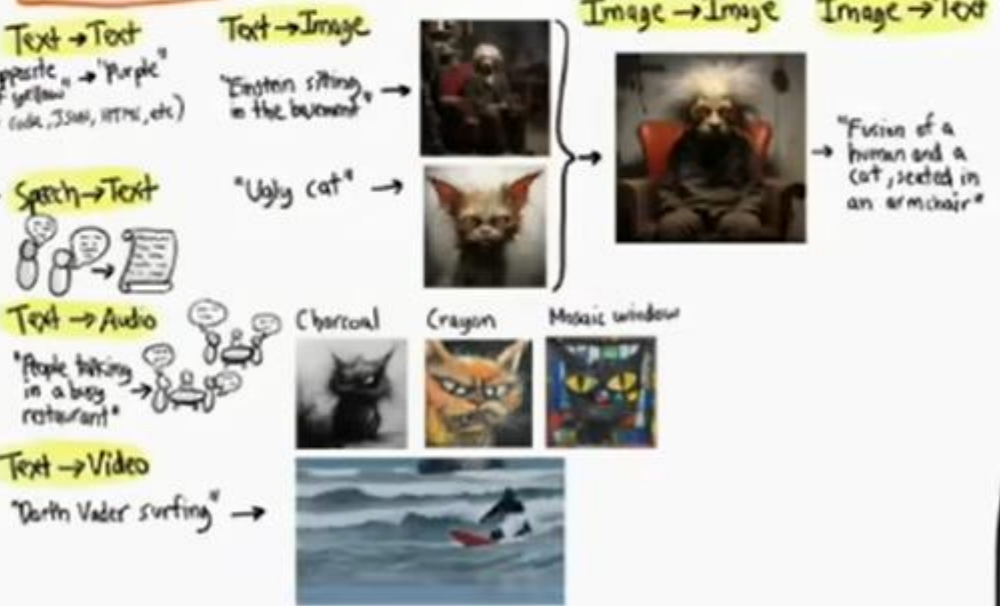 Text → Text
"Purple"
Code, JSON, HTML, etc)
Speech → Text
Text → Audio
"People talking
in a busy
restaurant"
Text → Video
"Darth Vader surfing" →
Text → Image
"Einstein sitting
in the basement" →
"Ugly cat" →
Charcoal
Crayon
Mosaic window
Image → Image
Image → Text
"Fusion of a
human and a
cat, seated in
an armchair"